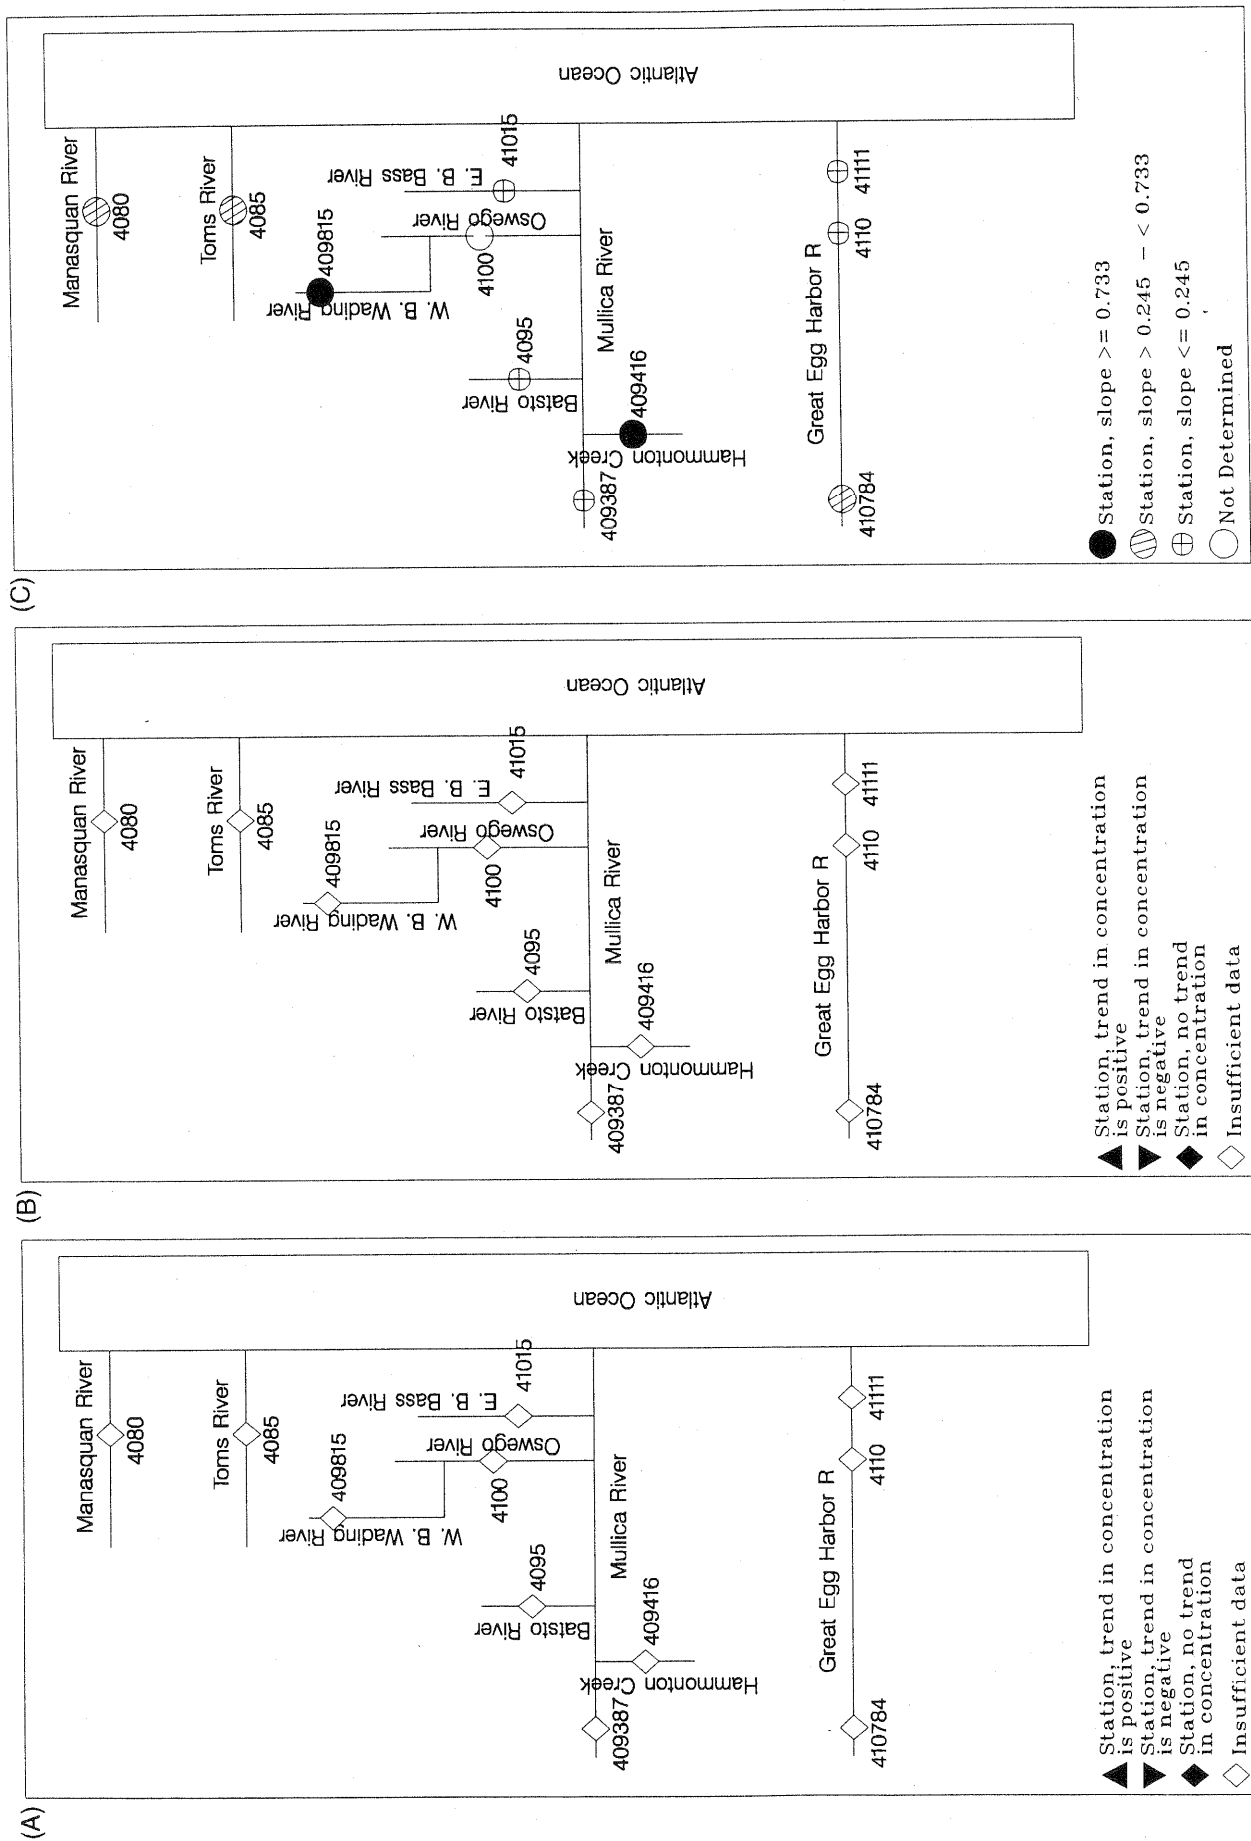 (A)
Manasquan River
4080
Toms River
4085
W. B. Wading River
409815
E. B. Bass River
41015
Oswego River
4100
Batsto River
4095
Mullica River
Hammonton Creek
409416
409387
Great Egg Harbor R
410784
4110
41111
Atlantic Ocean
Station, trend in concentration
is positive
Station, trend in concentration
is negative
Station, no trend
in concentration
Insufficient data
(B)
Manasquan River
4080
Toms River
4085
W. B. Wading River
409815
E. B. Bass River
41015
Oswego River
4100
Batsto River
4095
Mullica River
Hammonton Creek
409416
409387
Great Egg Harbor R
410784
4110
41111
Atlantic Ocean
Station, trend in concentration
is positive
Station, trend in concentration
is negative
Station, no trend
in concentration
Insufficient data
(C)
Manasquan River
4080
Toms River
4085
W. B. Wading River
409815
E. B. Bass River
41015
Oswego River
4100
Batsto River
4095
Mullica River
Hammonton Creek
409416
409387
Great Egg Harbor R
410784
4110
41111
Atlantic Ocean
Station, slope >= 0.733
Station, slope > 0.245 - < 0.733
Station, slope <= 0.245
Not Determined